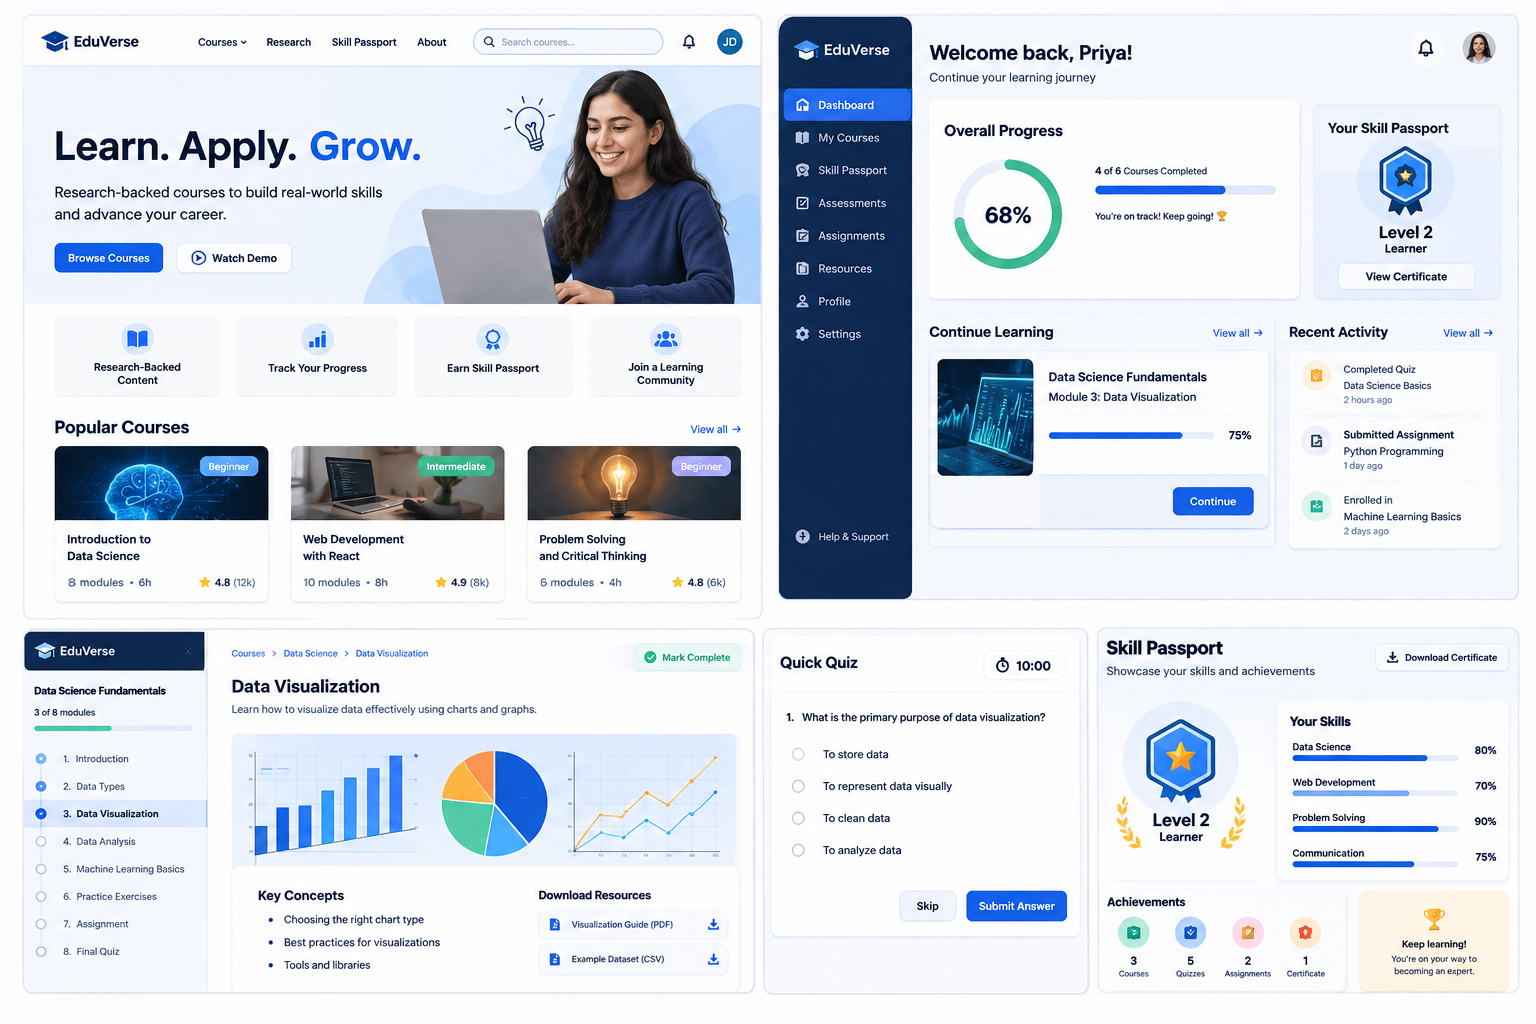 EduVerse
Courses
Research
Skill Passport
About
Search courses...
JD
Learn. Apply. Grow.
Research-backed courses to build real-world skills
and advance your career.
Browse Courses
Watch Demo
Research-Backed
Content
Track Your Progress
Earn Skill Passport
Join a Learning
Community
Popular Courses
View all →
Beginner
Introduction to
Data Science
8 modules • 6h
4.8 (12k)
Intermediate
Web Development
with React
10 modules • 8h
4.9 (8k)
Beginner
Problem Solving
and Critical Thinking
6 modules • 4h
4.8 (6k)
EduVerse
Dashboard
My Courses
Skill Passport
Assessments
Assignments
Resources
Profile
Settings
Help & Support
Welcome back, Priya!
Continue your learning journey
Overall Progress
68%
4 of 6 Courses Completed
You're on track! Keep going!
Your Skill Passport
Level 2
Learner
View Certificate
Continue Learning
View all →
Data Science Fundamentals
Module 3: Data Visualization
75%
Continue
Recent Activity
View all →
Completed Quiz
Data Science Basics
2 hours ago
Submitted Assignment
Python Programming
1 day ago
Enrolled in
Machine Learning Basics
2 days ago
EduVerse
Data Science Fundamentals
3 of 8 modules
1. Introduction
2. Data Types
3. Data Visualization
4. Data Analysis
5. Machine Learning Basics
6. Practice Exercises
7. Assignment
8. Final Quiz
Courses > Data Science > Data Visualization
Mark Complete
Data Visualization
Learn how to visualize data effectively using charts and graphs.
Key Concepts
• Choosing the right chart type
• Best practices for visualizations
• Tools and libraries
Download Resources
Visualization Guide (PDF)
Example Dataset (CSV)
Quick Quiz
10:00
1. What is the primary purpose of data visualization?
To store data
To represent data visually
To clean data
To analyze data
Skip
Submit Answer
Skill Passport
Showcase your skills and achievements
Download Certificate
Level 2
Learner
Your Skills
Data Science
80%
Web Development
70%
Problem Solving
90%
Communication
75%
Achievements
3
Courses
5
Quizzes
2
Assignments
1
Certificate
Keep learning!
You're on your way to
becoming an expert.